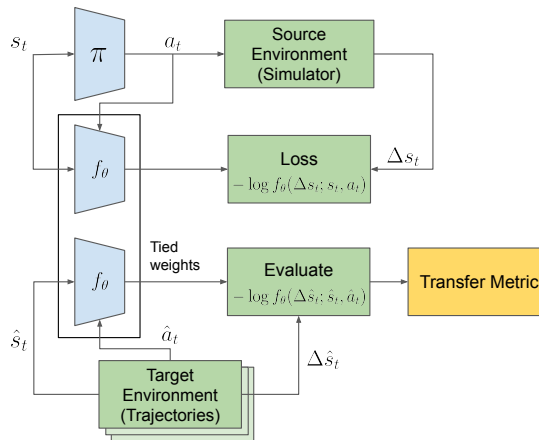 s_t
π
a_t
Source
Environment
(Simulator)
f_θ
Loss
− log f_θ(Δs_t; s_t, a_t)
Δs_t
Tied
weights
f_θ
Evaluate
− log f_θ(Δŝ_t; ŝ_t, â_t)
Transfer Metric
ŝ_t
â_t
Δŝ_t
Target
Environment
(Trajectories)